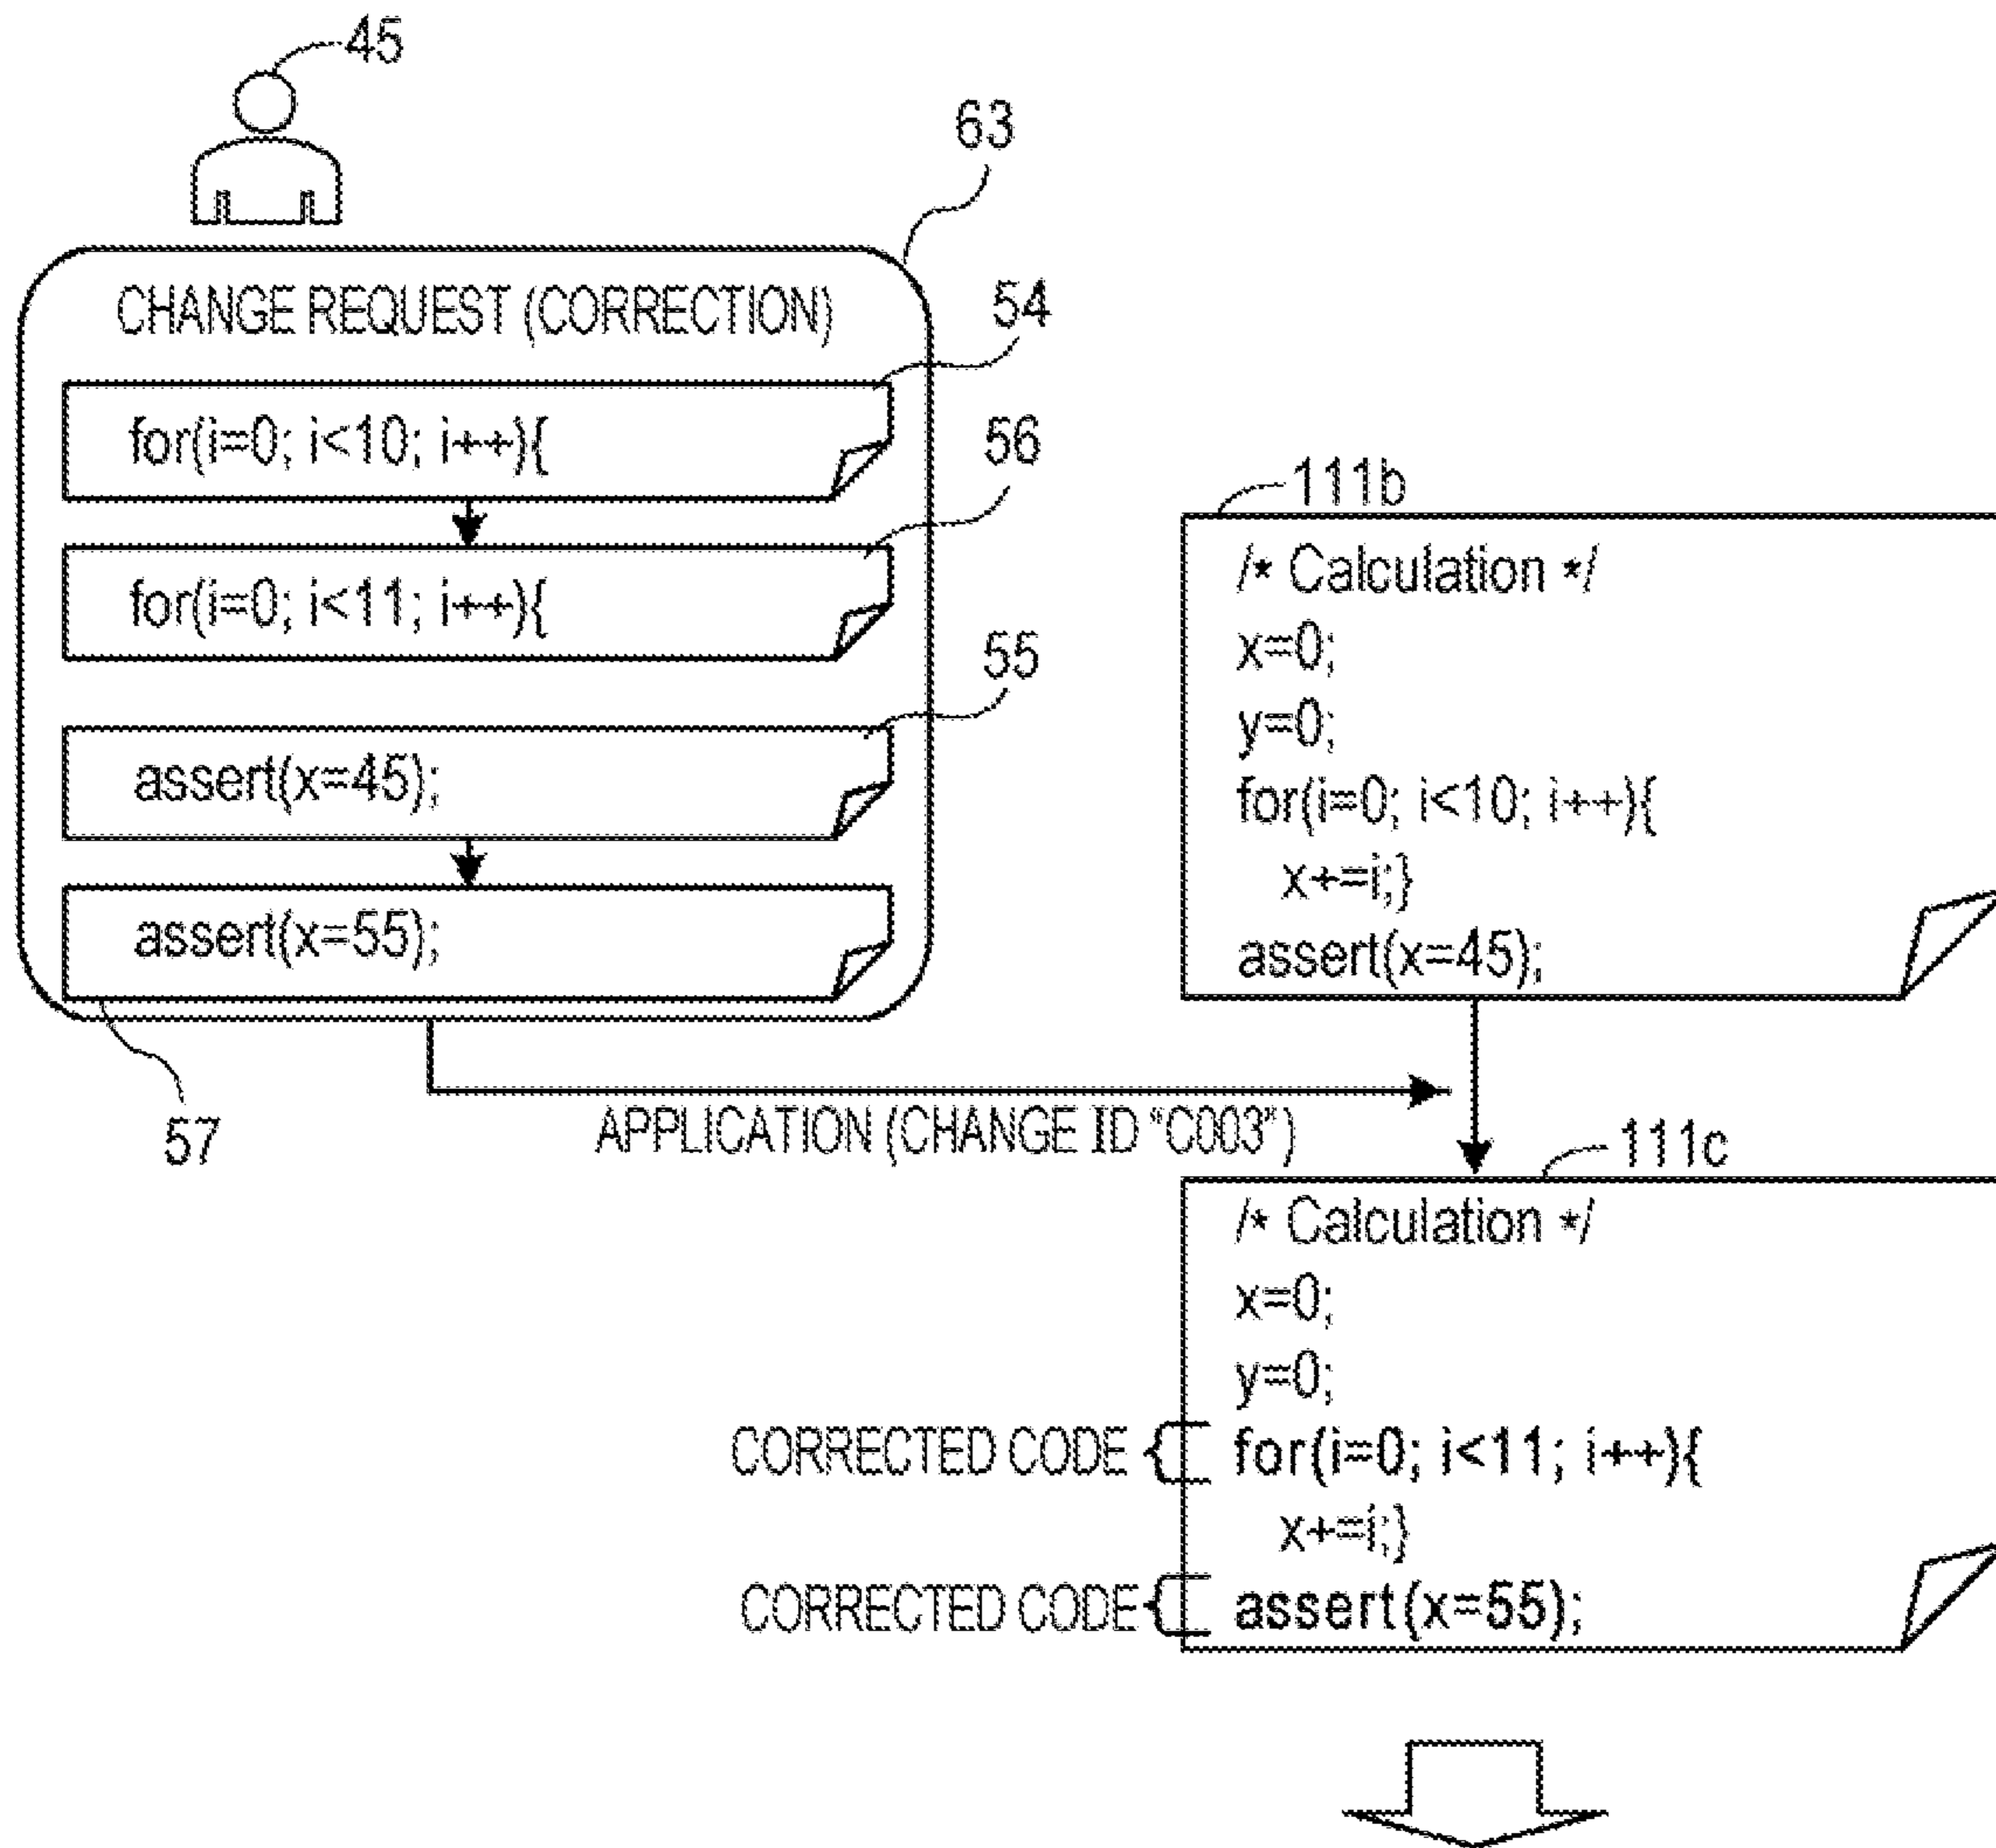 45
63
CHANGE REQUEST (CORRECTION)
54
for(i=0; i<10; i++){
56
for(i=0; i<11; i++){
55
assert(x=45);
assert(x=55);
57
111b
/* Calculation */
x=0;
y=0;
for(i=0; i<10; i++){
x+=i;}
assert(x=45);
APPLICATION (CHANGE ID "C003")
111c
/* Calculation */
x=0;
y=0;
CORRECTED CODE { for(i=0; i<11; i++){
x+=i;}
CORRECTED CODE { assert(x=55);